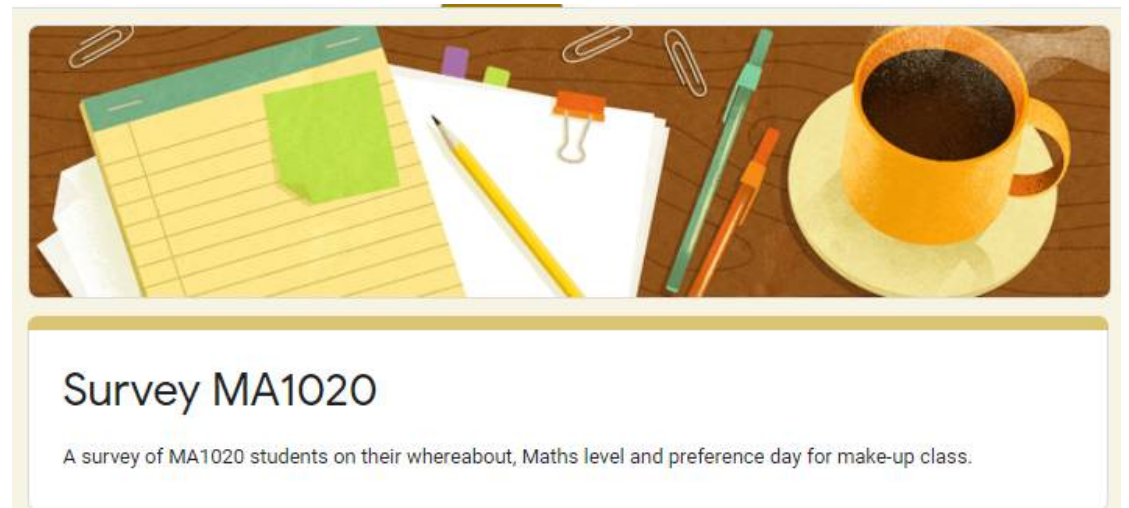 Survey MA1020
A survey of MA1020 students on their whereabout, Maths level and preference day for make-up class.